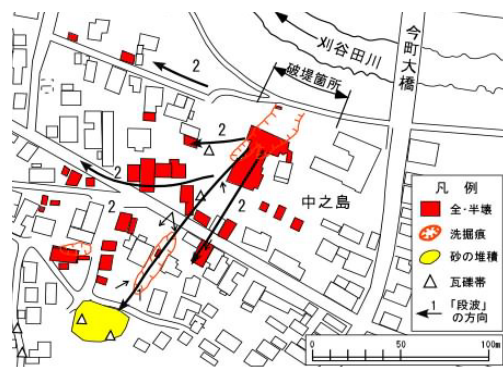 刈谷田川
今町大橋
破堤箇所
中之島
2
2
2
2
2
凡例
全・半壊
洗掘痕
砂の堆積
瓦礫帯
1 「段波」の方向
0 50 100m